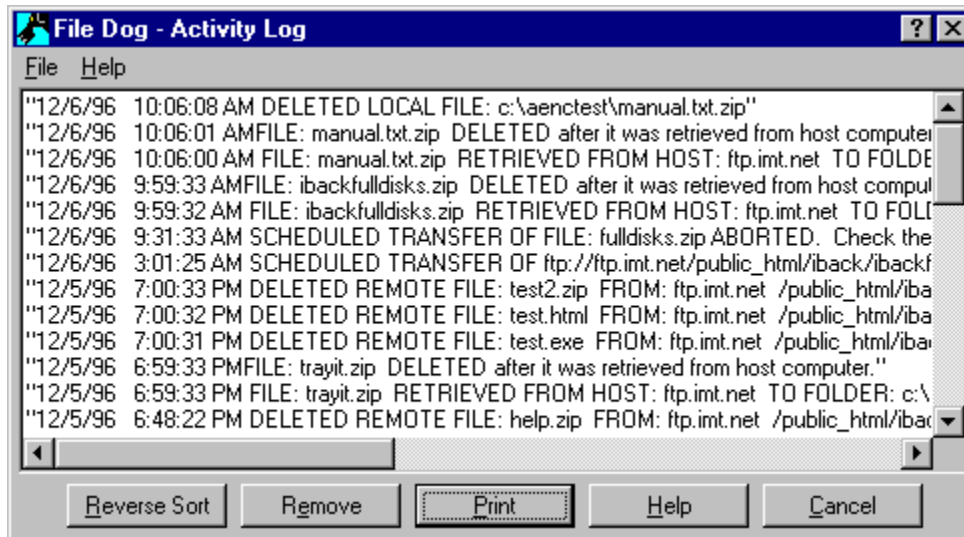 File Dog - Activity Log
File Help
"12/6/96 10:06:08 AM DELETED LOCAL FILE: c:\aenctest\manual.txt.zip"
"12/6/96 10:06:01 AMFILE: manual.txt.zip DELETED after it was retrieved from host computer
"12/6/96 10:06:00 AM FILE: manual.txt.zip RETRIEVED FROM HOST: ftp.imt.net TO FOLDE
"12/6/96 9:59:33 AMFILE: ibackfulldisks.zip DELETED after it was retrieved from host comput
"12/6/96 9:59:32 AM FILE: ibackfulldisks.zip RETRIEVED FROM HOST: ftp.imt.net TO FOLD
"12/6/96 9:31:33 AM SCHEDULED TRANSFER OF FILE: fulldisks.zip ABORTED. Check the
"12/6/96 3:01:25 AM SCHEDULED TRANSFER OF ftp://ftp.imt.net/public_html/iback/ibackf
"12/5/96 7:00:33 PM DELETED REMOTE FILE: test2.zip FROM: ftp.imt.net /public_html/iba
"12/5/96 7:00:32 PM DELETED REMOTE FILE: test.html FROM: ftp.imt.net /public_html/iba
"12/5/96 7:00:31 PM DELETED REMOTE FILE: test.exe FROM: ftp.imt.net /public_html/iba
"12/5/96 6:59:33 PMFILE: trayit.zip DELETED after it was retrieved from host computer."
"12/5/96 6:59:33 PM FILE: trayit.zip RETRIEVED FROM HOST: ftp.imt.net TO FOLDER: c:\
"12/5/96 6:48:22 PM DELETED REMOTE FILE: help.zip FROM: ftp.imt.net /public_html/ibac
Reverse Sort Remove Print Help Cancel